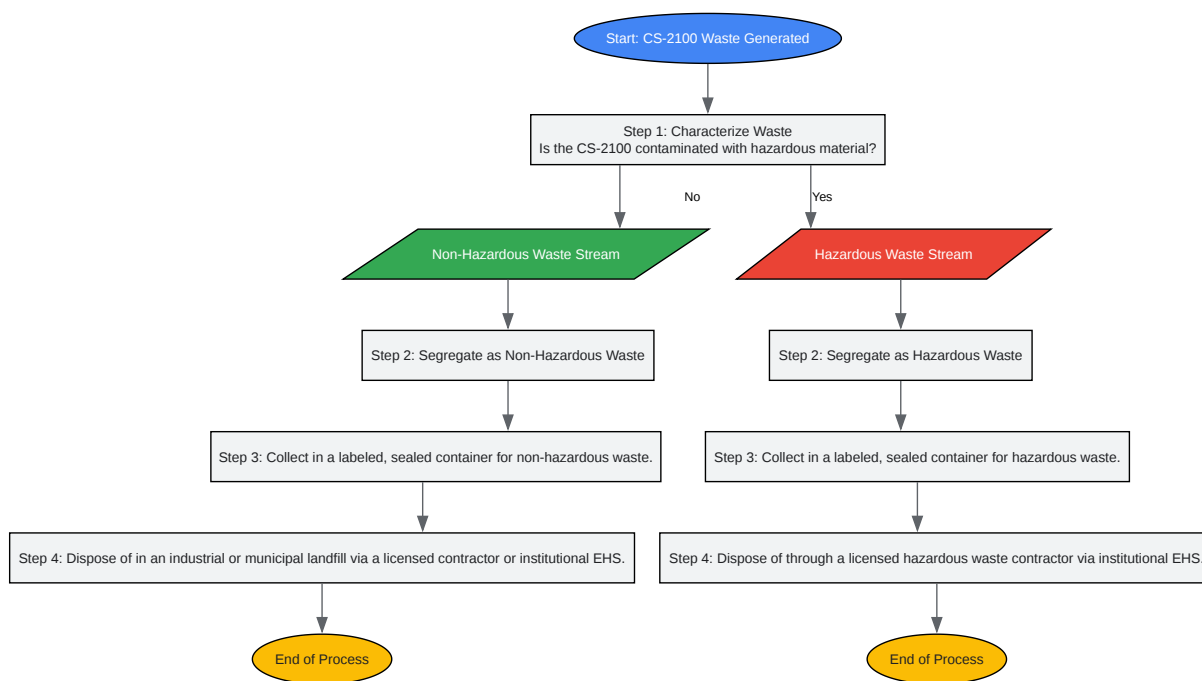 Start: CS-2100 Waste Generated
Step 1: Characterize Waste
Is the CS-2100 contaminated with hazardous material?
No
Yes
Non-Hazardous Waste Stream
Hazardous Waste Stream
Step 2: Segregate as Non-Hazardous Waste
Step 2: Segregate as Hazardous Waste
Step 3: Collect in a labeled, sealed container for non-hazardous waste.
Step 3: Collect in a labeled, sealed container for hazardous waste.
Step 4: Dispose of in an industrial or municipal landfill via a licensed contractor or institutional EHS.
Step 4: Dispose of through a licensed hazardous waste contractor via institutional EHS.
End of Process
End of Process